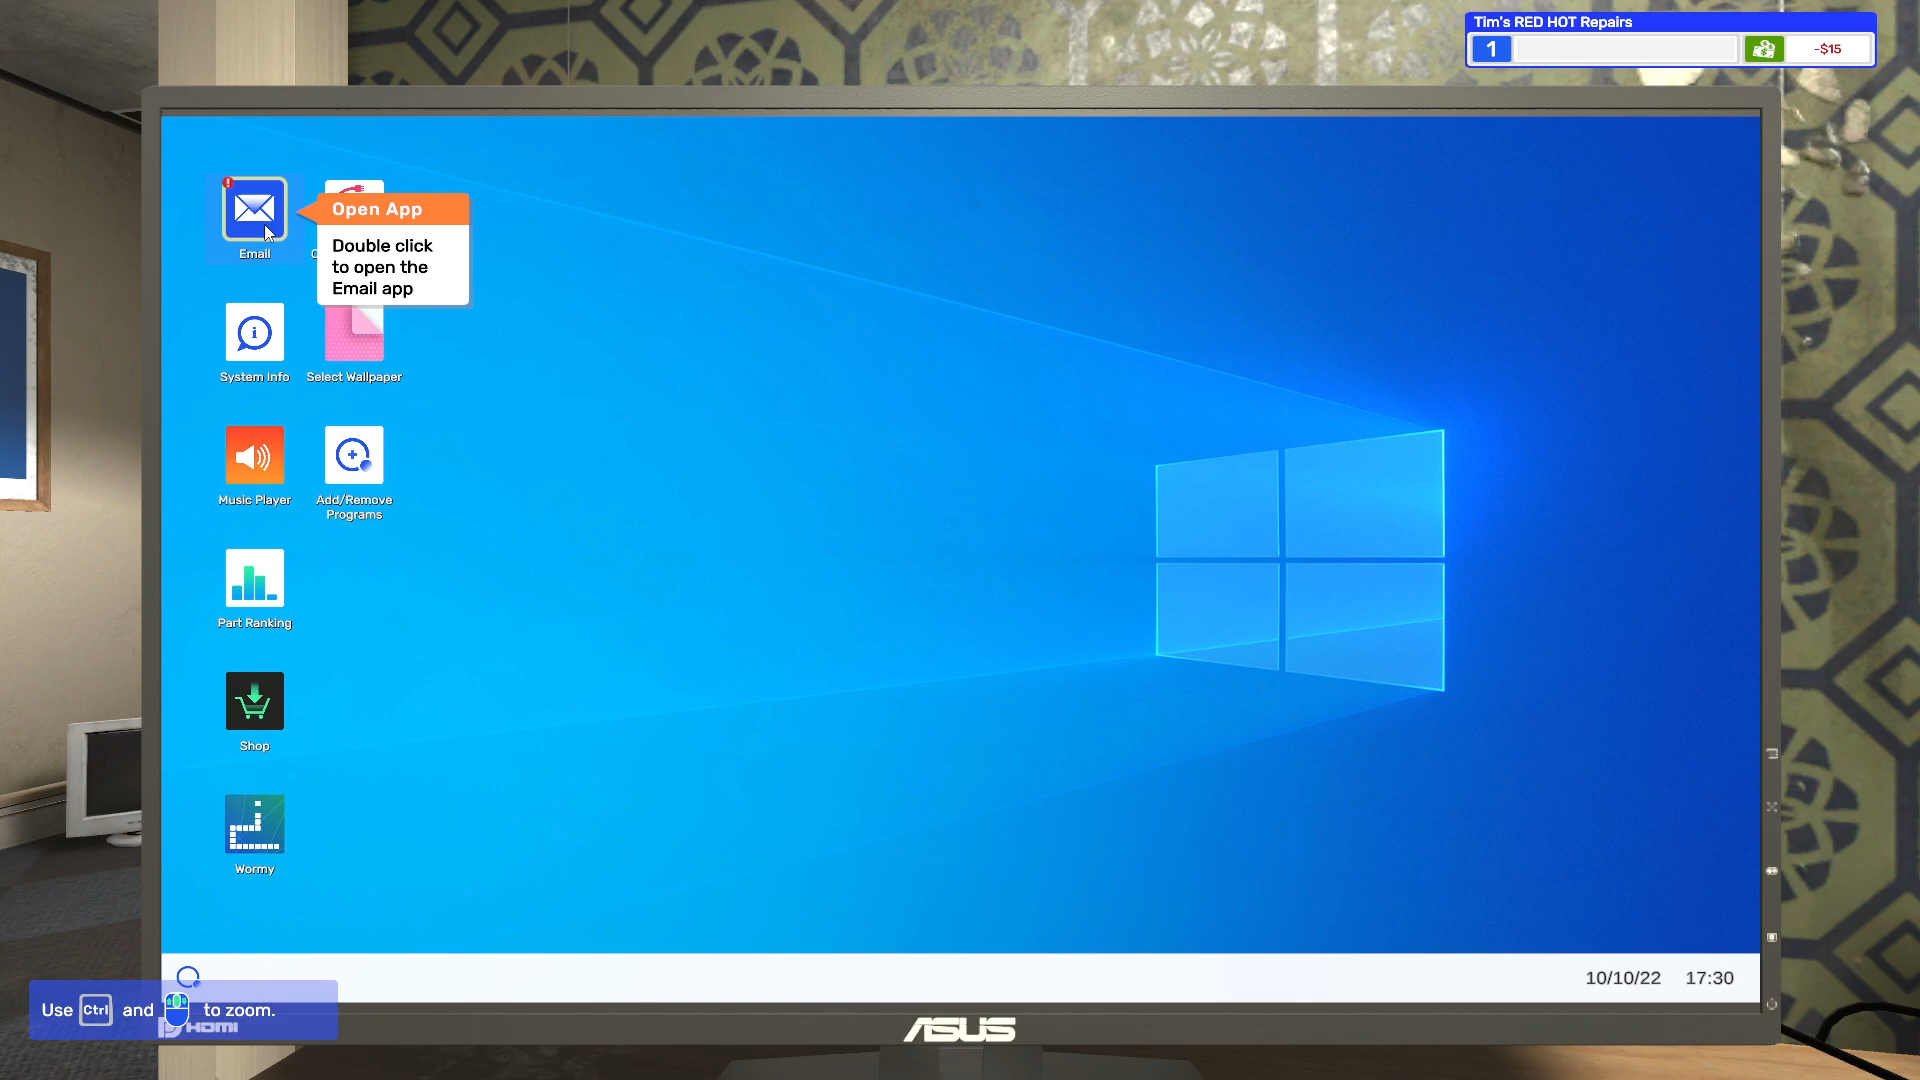 Tim's RED HOT Repairs
1
-$15
Open App
Double click
to open the
Email app
Email
System Info
Select Wallpaper
Music Player
Add/Remove
Programs
Part Ranking
Shop
Wormy
10/10/22 17:30
Use Ctrl and to zoom.
HDMI
ASUS